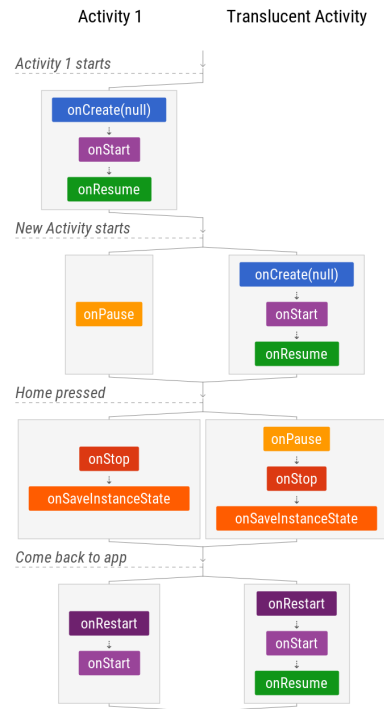 Activity 1
Translucent Activity
Activity 1 starts
onCreate(null)
onStart
onResume
New Activity starts
onPause
onCreate(null)
onStart
onResume
Home pressed
onStop
onSaveInstanceState
onPause
onStop
onSaveInstanceState
Come back to app
onRestart
onStart
onRestart
onStart
onResume